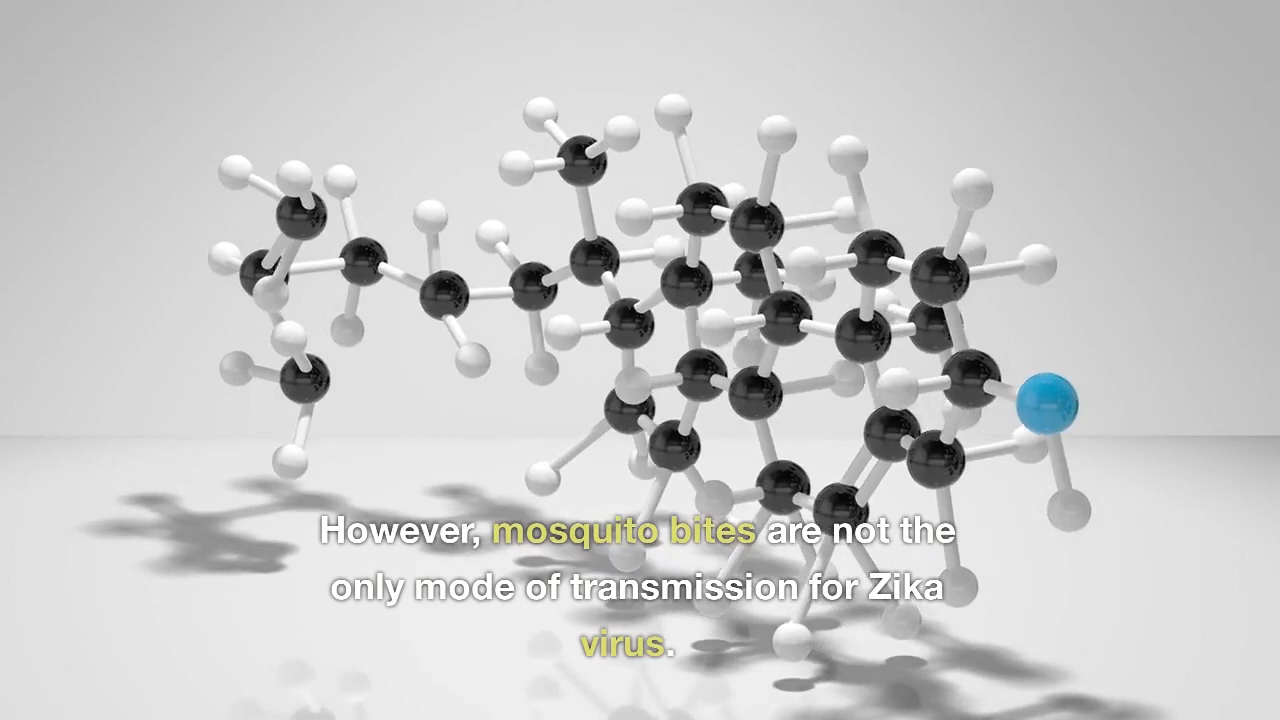 However, mosquito bites are not the
only mode of transmission for Zika
virus.